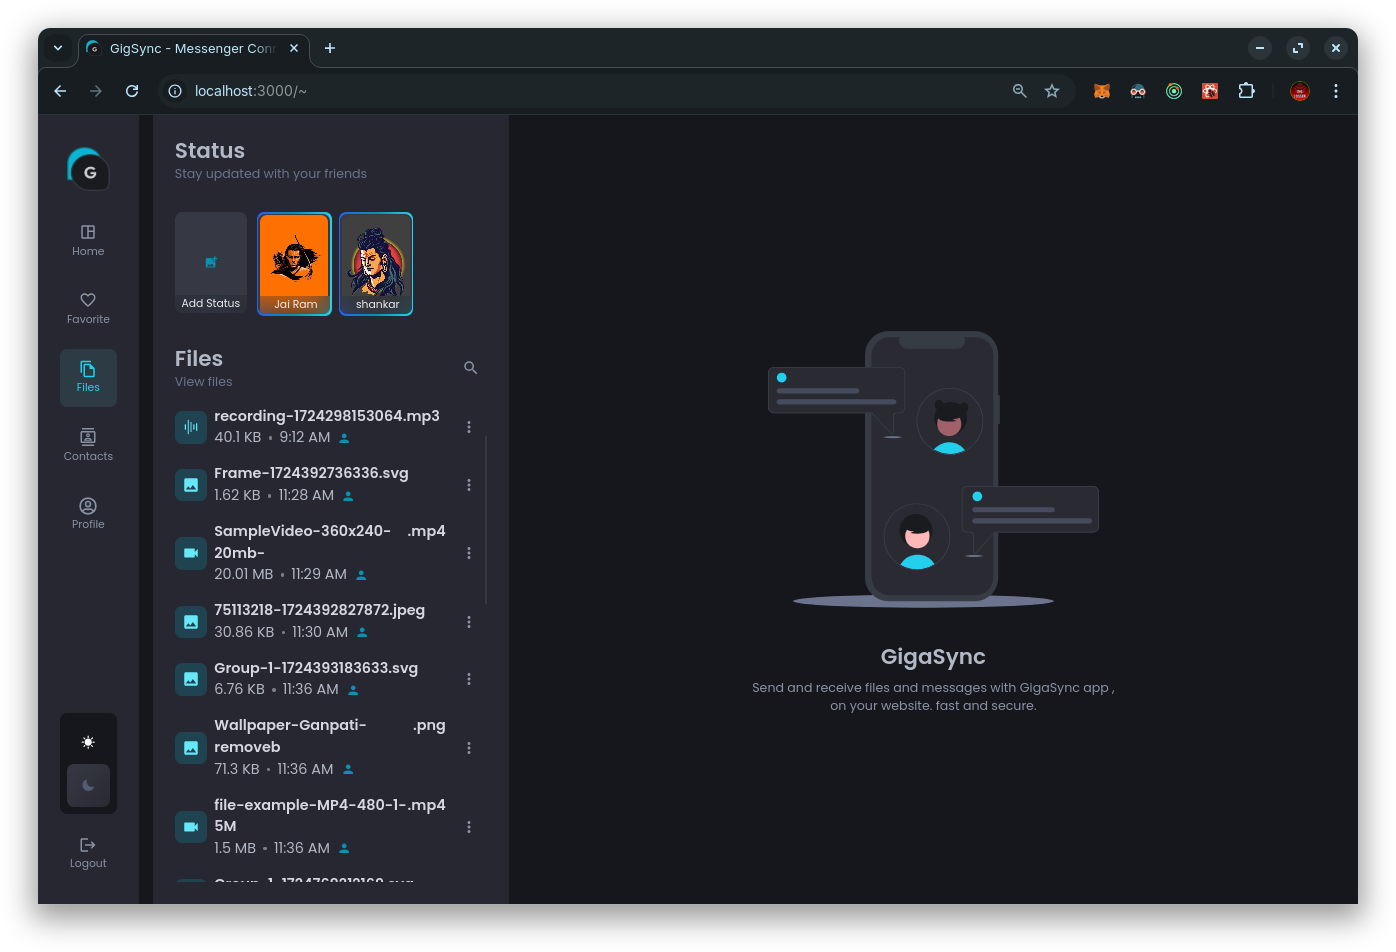 GigSync - Messenger Con
localhost:3000/~
G
Home
Favorite
Files
Contacts
Profile
Logout
Status
Stay updated with your friends
Add Status
Jai Ram
shankar
Files
View files
recording-1724298153064.mp3
40.1 KB • 9:12 AM
Frame-1724392736336.svg
1.62 KB • 11:28 AM
SampleVideo-360x240- .mp4
20mb-
20.01 MB • 11:29 AM
75113218-1724392827872.jpeg
30.86 KB • 11:30 AM
Group-1-1724393183633.svg
6.76 KB • 11:36 AM
Wallpaper-Ganpati- .png
removeb
71.3 KB • 11:36 AM
file-example-MP4-480-1-.mp4
5M
1.5 MB • 11:36 AM
GigaSync
Send and receive files and messages with GigaSync app ,
on your website. fast and secure.